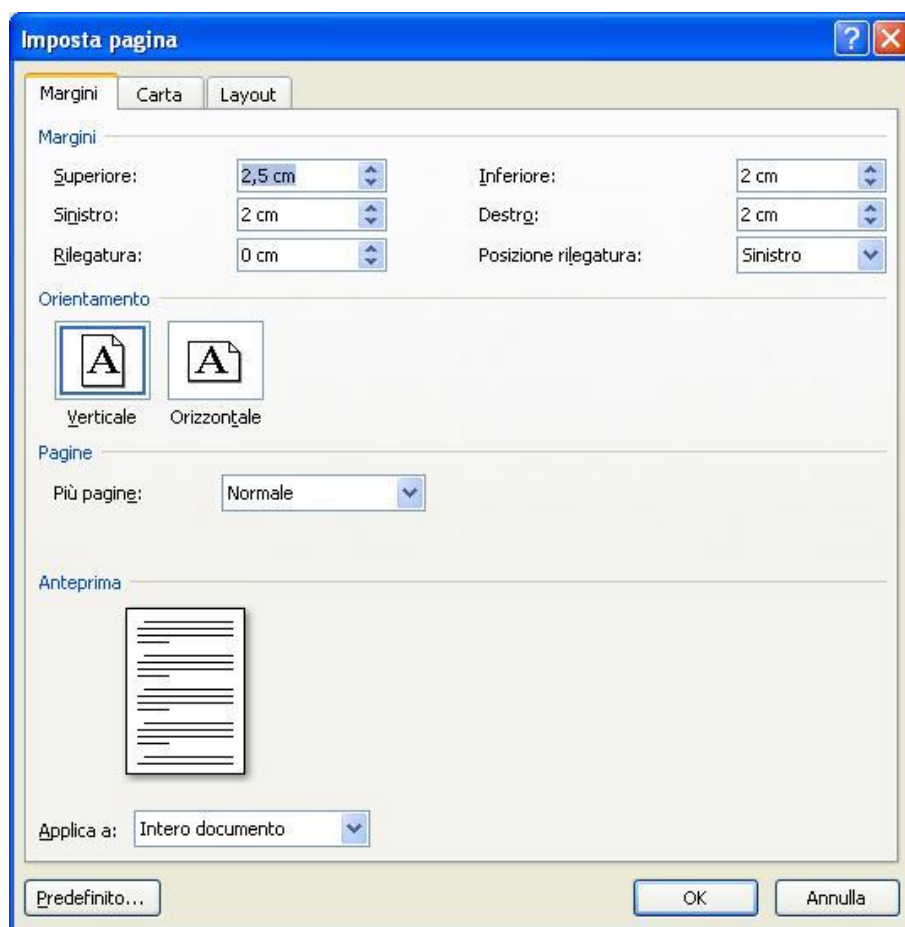 Imposta pagina
Margini Carta Layout
Margini
Superiore: 2,5 cm Inferiore: 2 cm
Sinistro: 2 cm Destro: 2 cm
Rilegatura: 0 cm Posizione rilegatura: Sinistro
Orientamento
A A
Verticale Orizzontale
Pagine
Più pagine: Normale
Anteprima
Applica a: Intero documento
Predefinito... OK Annulla